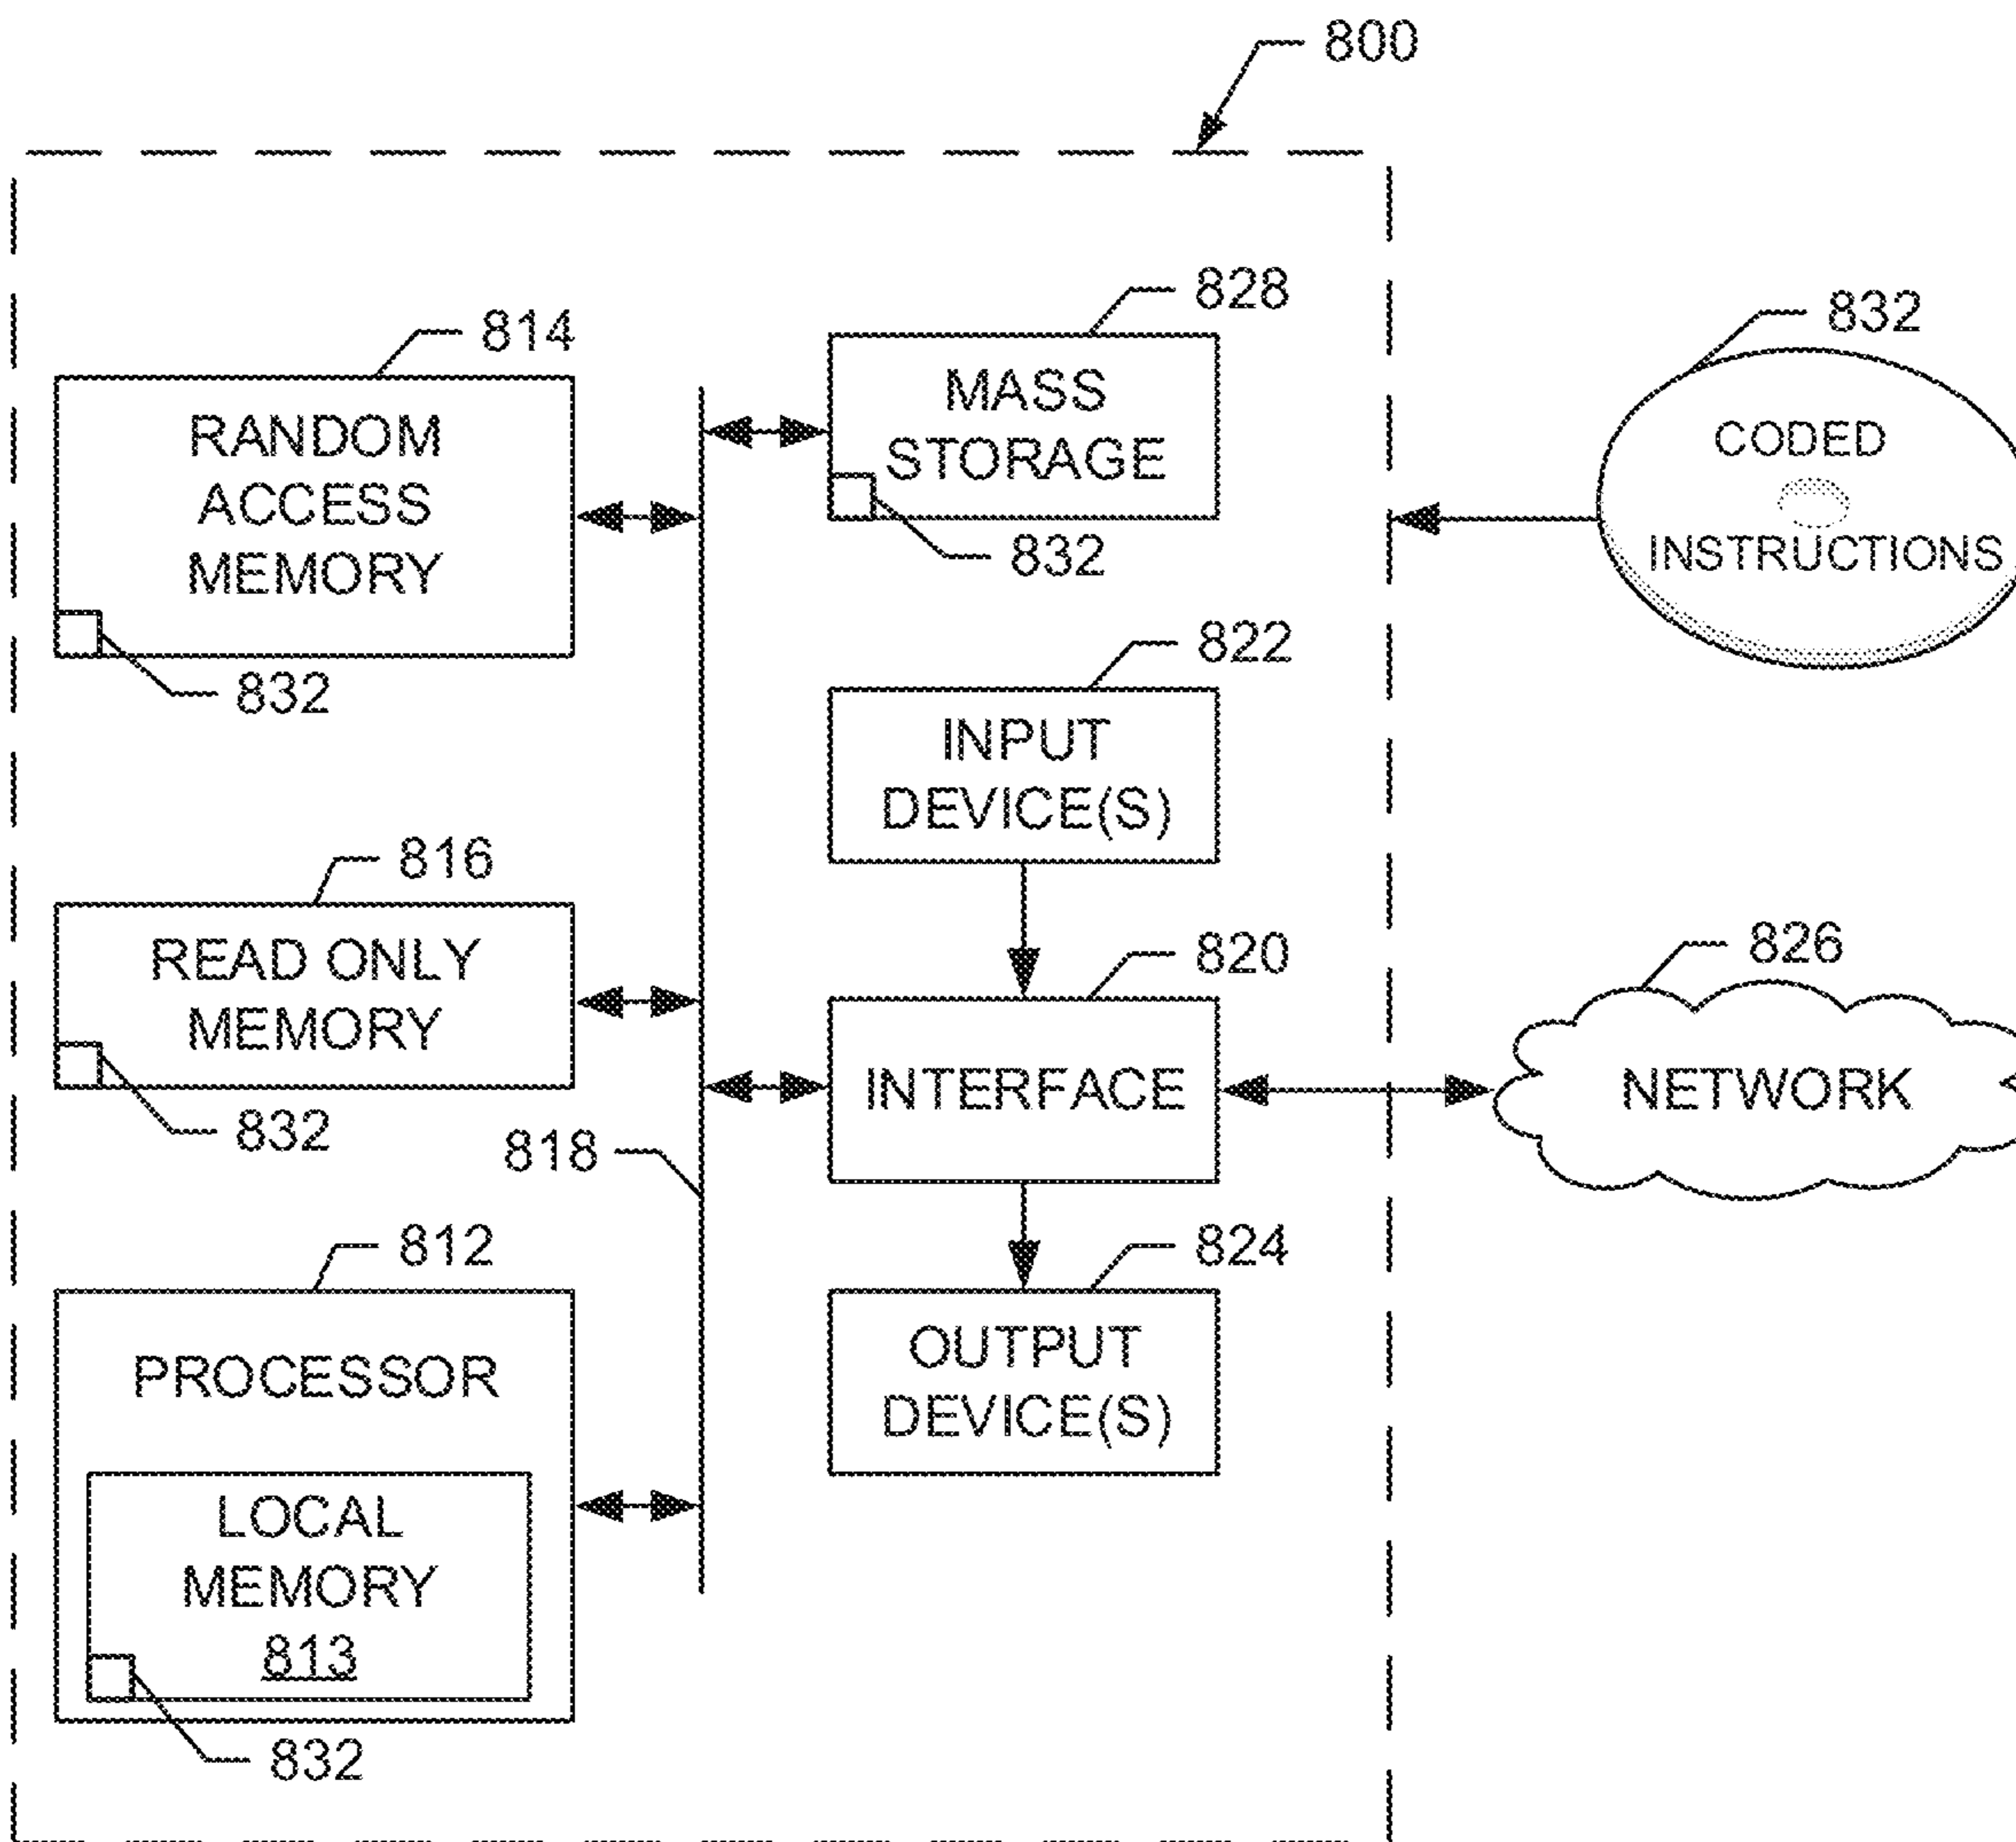 800
828
814
832
MASS
STORAGE
RANDOM
ACCESS
MEMORY
CODED
INSTRUCTIONS
832
832
822
INPUT
DEVICE(S)
816
READ ONLY
MEMORY
820
826
INTERFACE
NETWORK
832
818
812
824
PROCESSOR
OUTPUT
DEVICE(S)
LOCAL
MEMORY
813
832